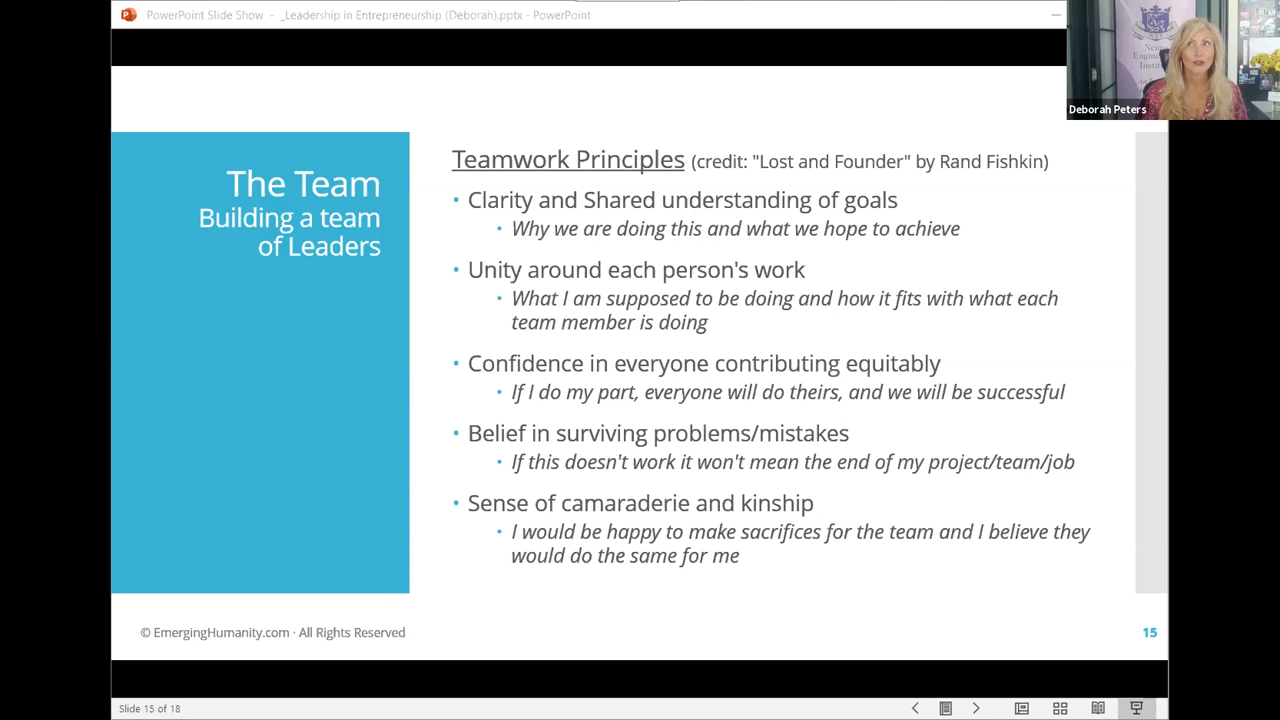 PowerPoint Slide Show - _Leadership in Entrepreneurship (Deborah).pptx - PowerPoint
Deborah Peters
The Team
Building a team
of Leaders
Teamwork Principles (credit: "Lost and Founder" by Rand Fishkin)
• Clarity and Shared understanding of goals
• Why we are doing this and what we hope to achieve
• Unity around each person's work
• What I am supposed to be doing and how it fits with what each
team member is doing
• Confidence in everyone contributing equitably
• If I do my part, everyone will do theirs, and we will be successful
• Belief in surviving problems/mistakes
• If this doesn't work it won't mean the end of my project/team/job
• Sense of camaraderie and kinship
• I would be happy to make sacrifices for the team and I believe they
would do the same for me
© EmergingHumanity.com · All Rights Reserved
15
Slide 15 of 18